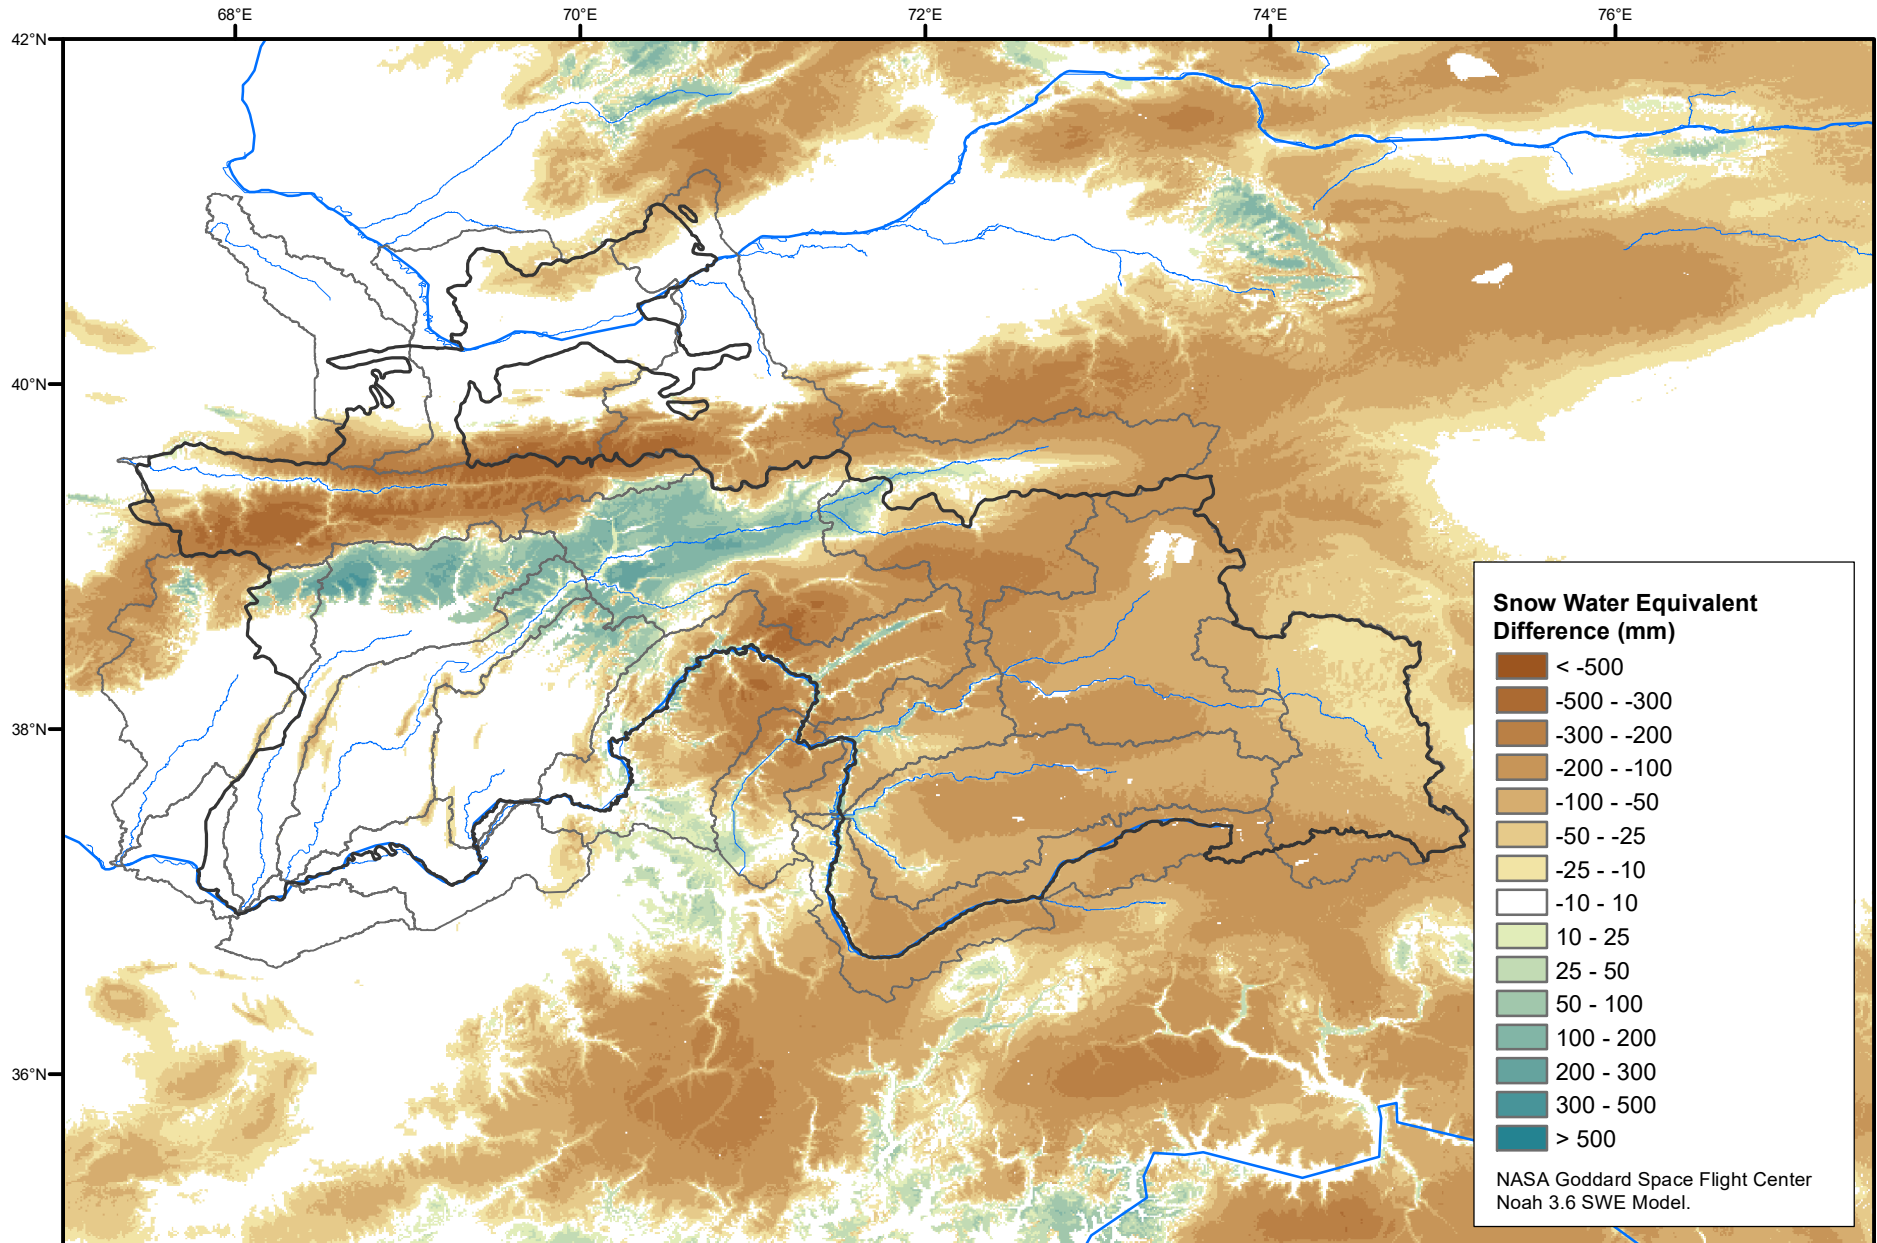 68°E
70°E
72°E
74°E
76°E
42°N
40°N
38°N
36°N
Snow Water Equivalent
Difference (mm)
< -500
-500 - -300
-300 - -200
-200 - -100
-100 - -50
-50 - -25
-25 - -10
-10 - 10
10 - 25
25 - 50
50 - 100
100 - 200
200 - 300
300 - 500
> 500
NASA Goddard Space Flight Center
Noah 3.6 SWE Model.